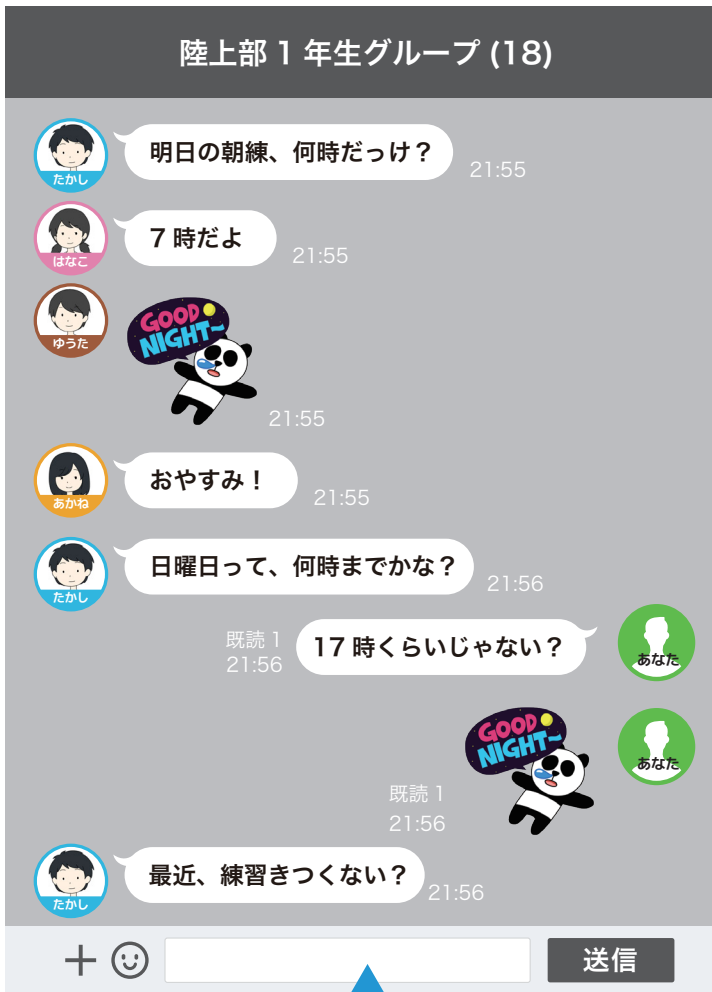 陸上部 1 年生グループ (18)
たかし
明日の朝練、何時だっけ？
21:55
はなこ
7 時だよ
21:55
ゆうた
GOOD
NIGHT~
21:55
あかね
おやすみ！
21:55
たかし
日曜日って、何時までかな？
21:56
既読 1
21:56
17 時くらいじゃない？
あなた
GOOD
NIGHT~
あなた
既読 1
21:56
たかし
最近、練習きつくない？
21:56
送信